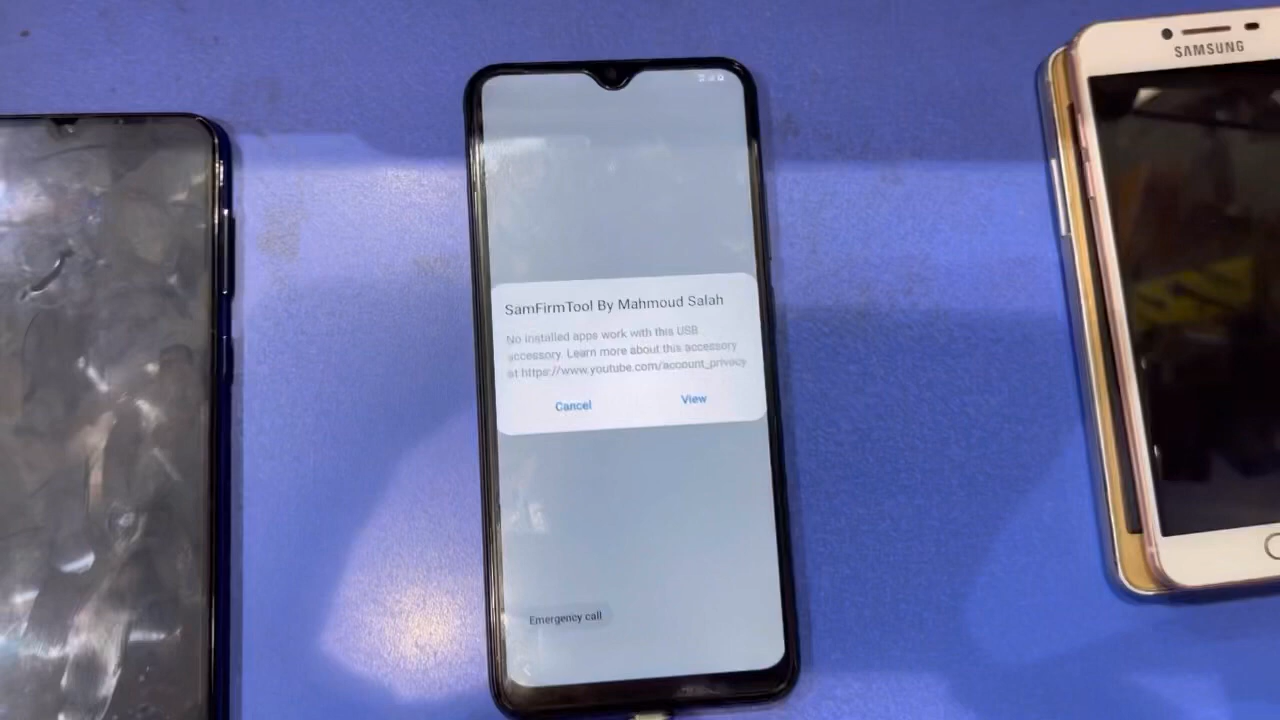 SAMSUNG
SamFirmTool By Mahmoud Salah
No installed apps work with this USB
accessory. Learn more about this accessory
at https://www.youtube.com/account_privacy
Cancel
View
Emergency call